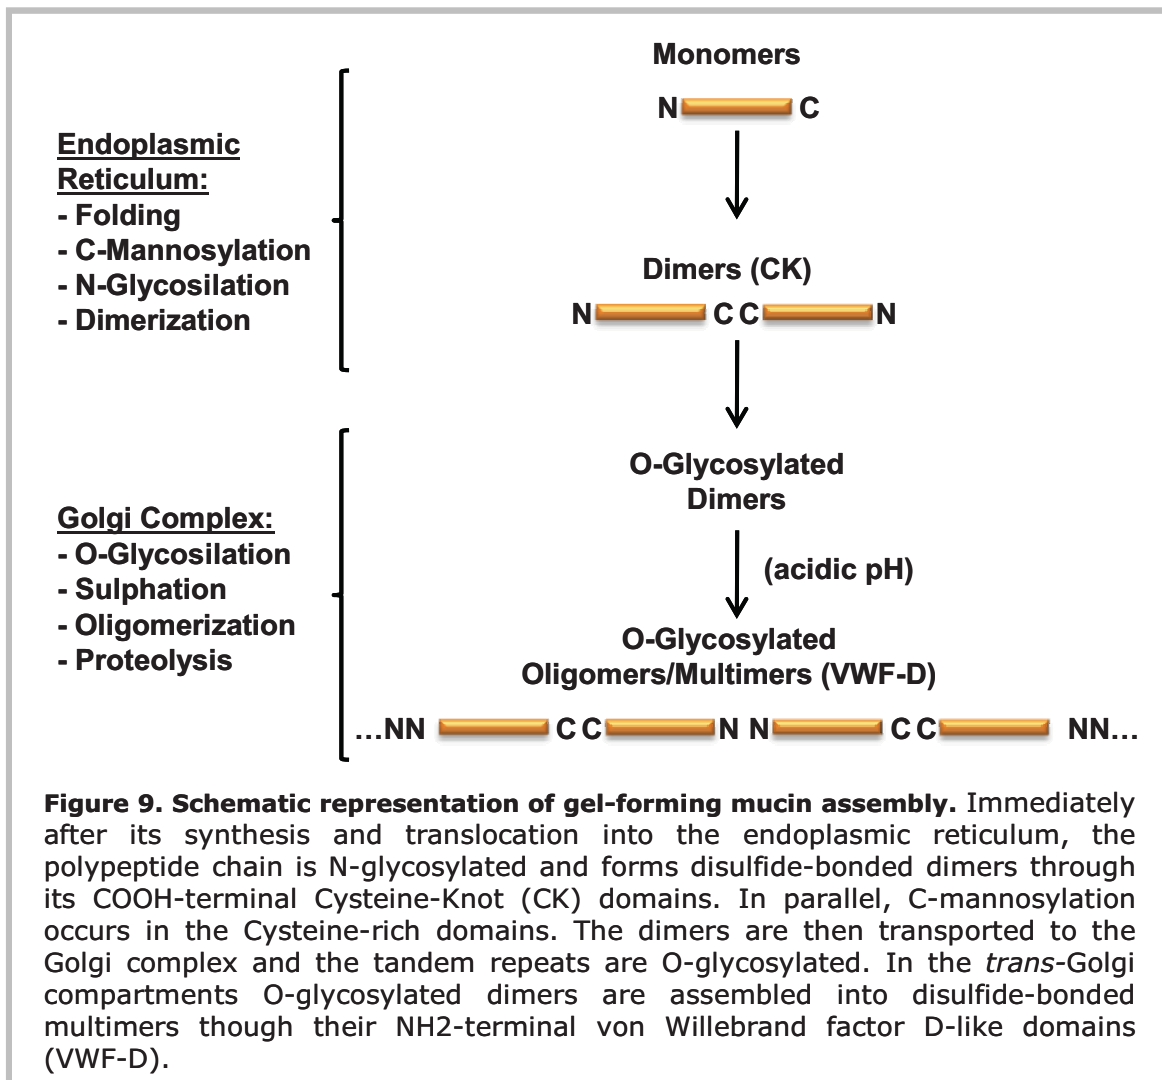 Monomers
N C
Endoplasmic
Reticulum:
- Folding
- C-Mannosylation
- N-Glycosilation
- Dimerization
Dimers (CK)
N C C N
O-Glycosylated
Dimers
Golgi Complex:
- O-Glycosilation
- Sulphation
- Oligomerization
- Proteolysis
(acidic pH)
O-Glycosylated
Oligomers/Multimers (VWF-D)
...NN C C N N C C NN...
Figure 9. Schematic representation of gel-forming mucin assembly. Immediately
after its synthesis and translocation into the endoplasmic reticulum, the
polypeptide chain is N-glycosylated and forms disulfide-bonded dimers through
its COOH-terminal Cysteine-Knot (CK) domains. In parallel, C-mannosylation
occurs in the Cysteine-rich domains. The dimers are then transported to the
Golgi complex and the tandem repeats are O-glycosylated. In the trans-Golgi
compartments O-glycosylated dimers are assembled into disulfide-bonded
multimers though their NH2-terminal von Willebrand factor D-like domains
(VWF-D).